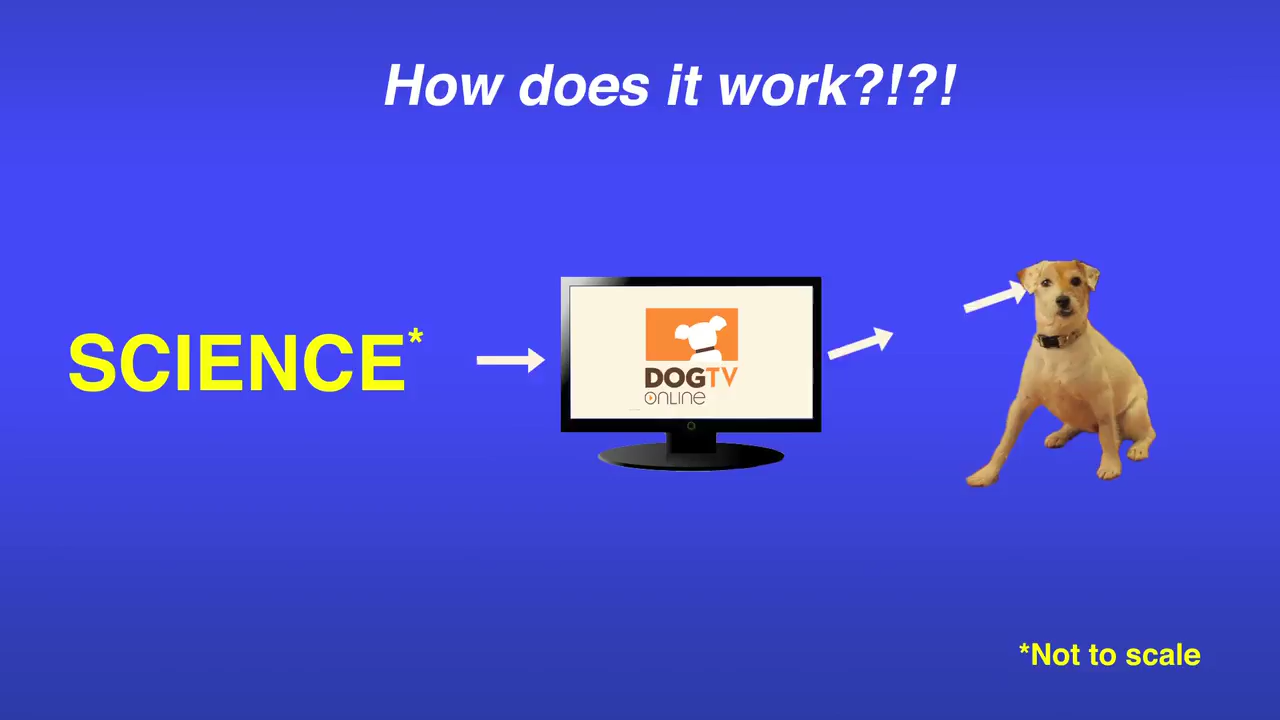 How does it work?!?!
SCIENCE*
DOGTV
ONLINE
*Not to scale